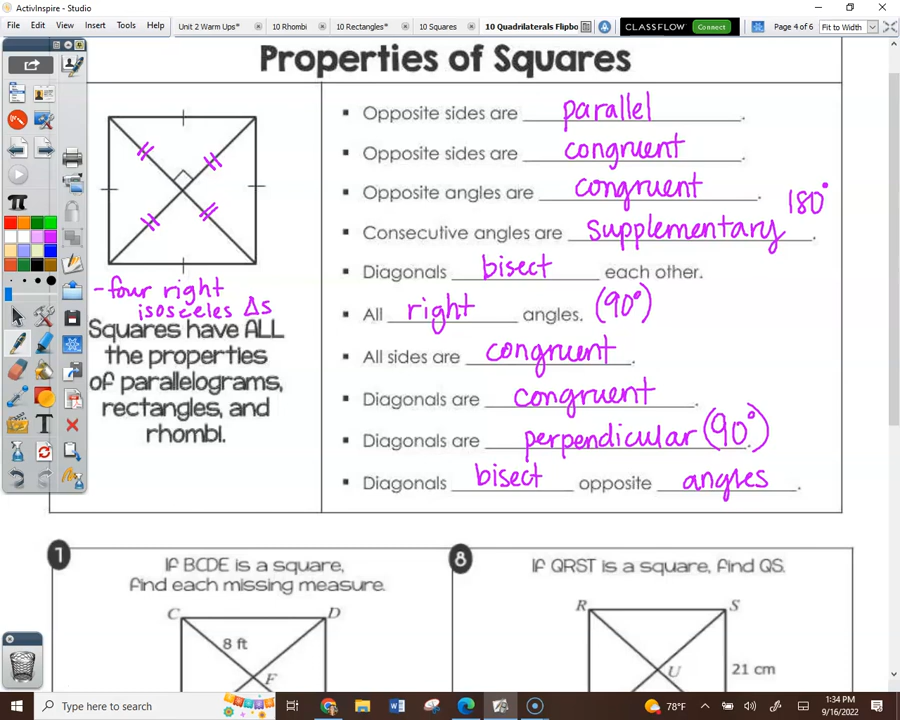 ActivInspire - Studio
File Edit View Insert Tools Help
Unit 2 Warm Ups*
10 Rhombi
10 Rectangles*
10 Squares
10 Quadrilaterals Flipbo
CLASSFLOW Connect
Page 4 of 6
Fit to Width
Properties of Squares
Opposite sides are parallel.
Opposite sides are congruent.
Opposite angles are congruent.
180°
Consecutive angles are supplementary.
Diagonals bisect each other.
All right angles. (90°)
All sides are congruent.
Diagonals are congruent.
Diagonals are perpendicular (90°).
Diagonals bisect opposite angles.
-four right
isosceles Δs
Squares have ALL
the properties
of parallelograms,
rectangles, and
rhombi.
1
If BCDE is a square,
find each missing measure.
C D
8 ft
F
8
If QRST is a square, find QS.
R S
U
21 cm
Type here to search
78°F
1:34 PM
9/16/2022